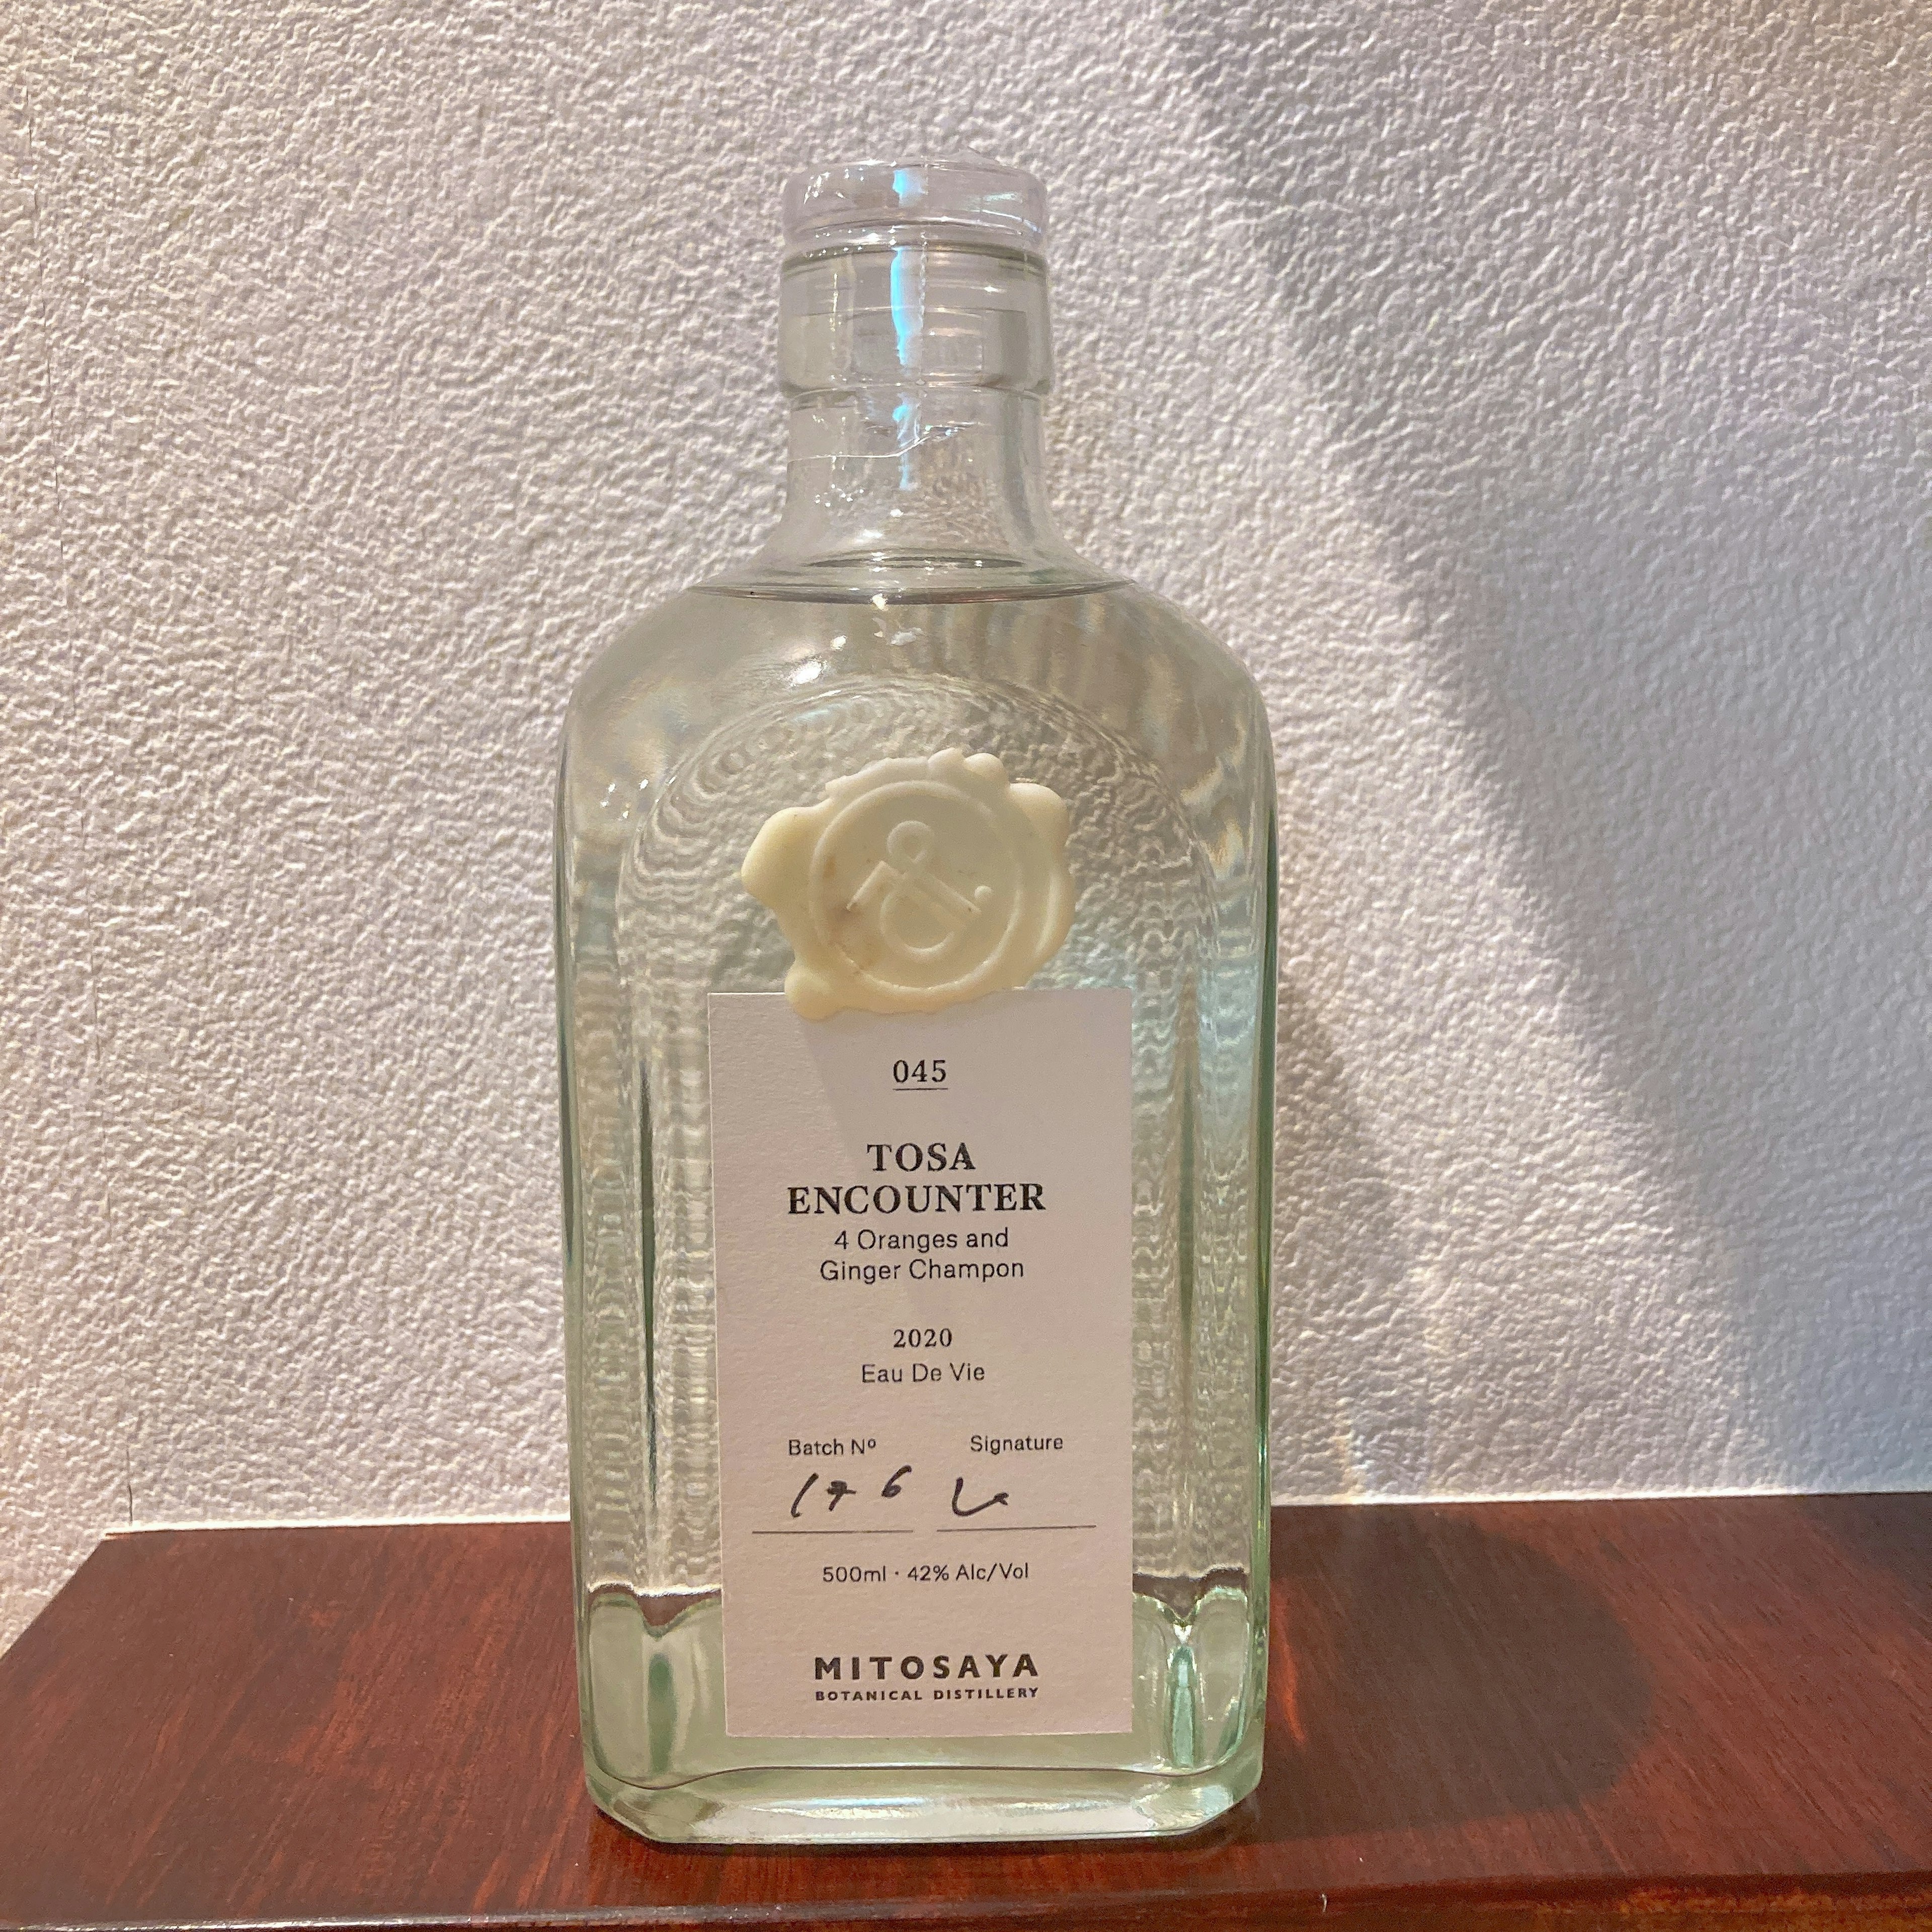 045
TOSA
ENCOUNTER
4 Oranges and
Ginger Champon
2020
Eau De Vie
Batch Nº
Signature
176
500ml · 42% Alc/Vol
MITOSAYA
BOTANICAL DISTILLERY